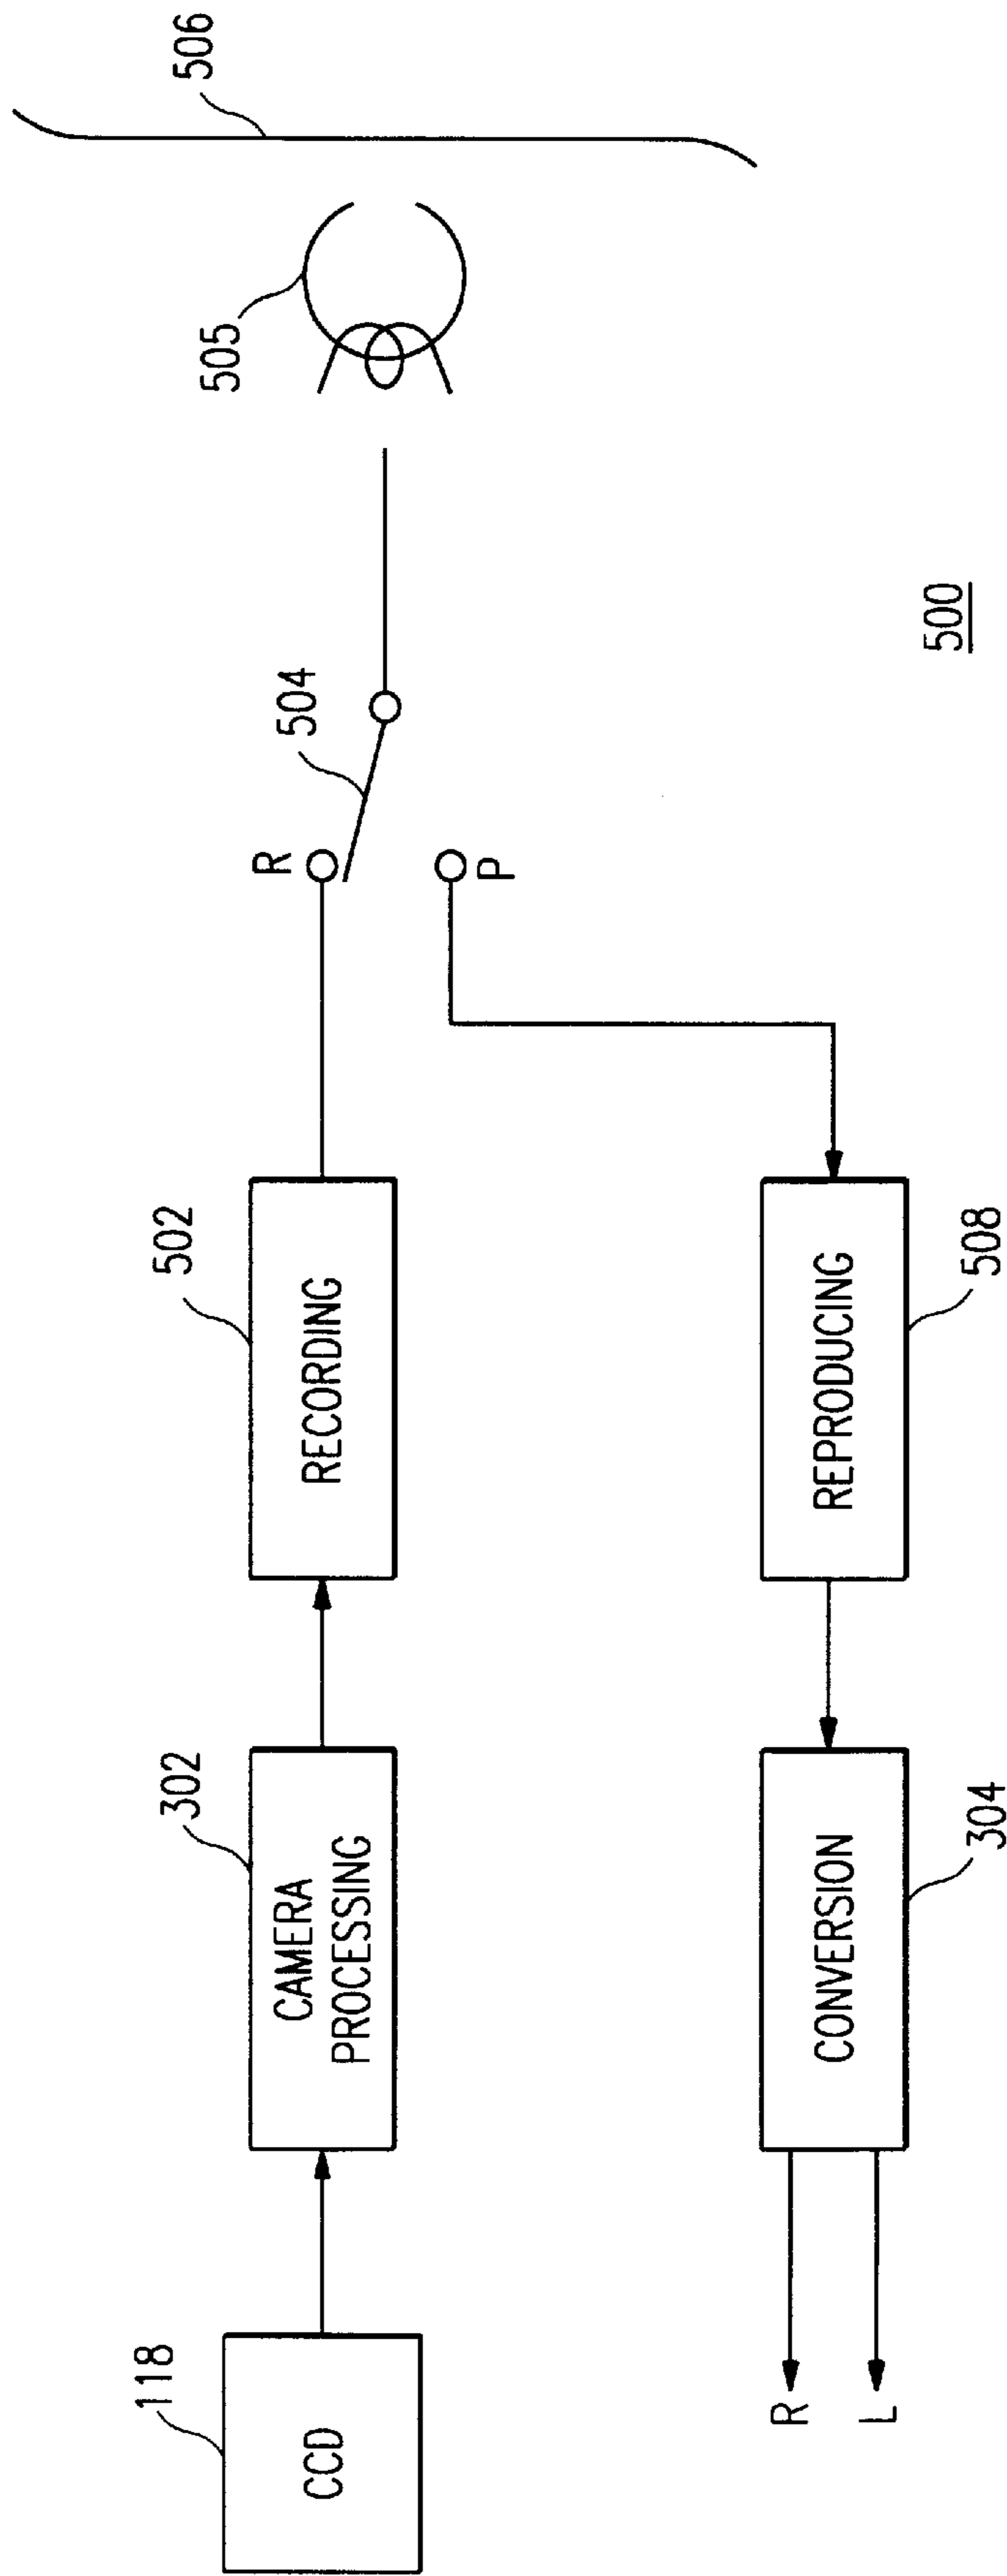 118
CCD
302
CAMERA
PROCESSING
502
RECORDING
R
504
P
505
506
R
L
CONVERSION
304
REPRODUCING
508
500